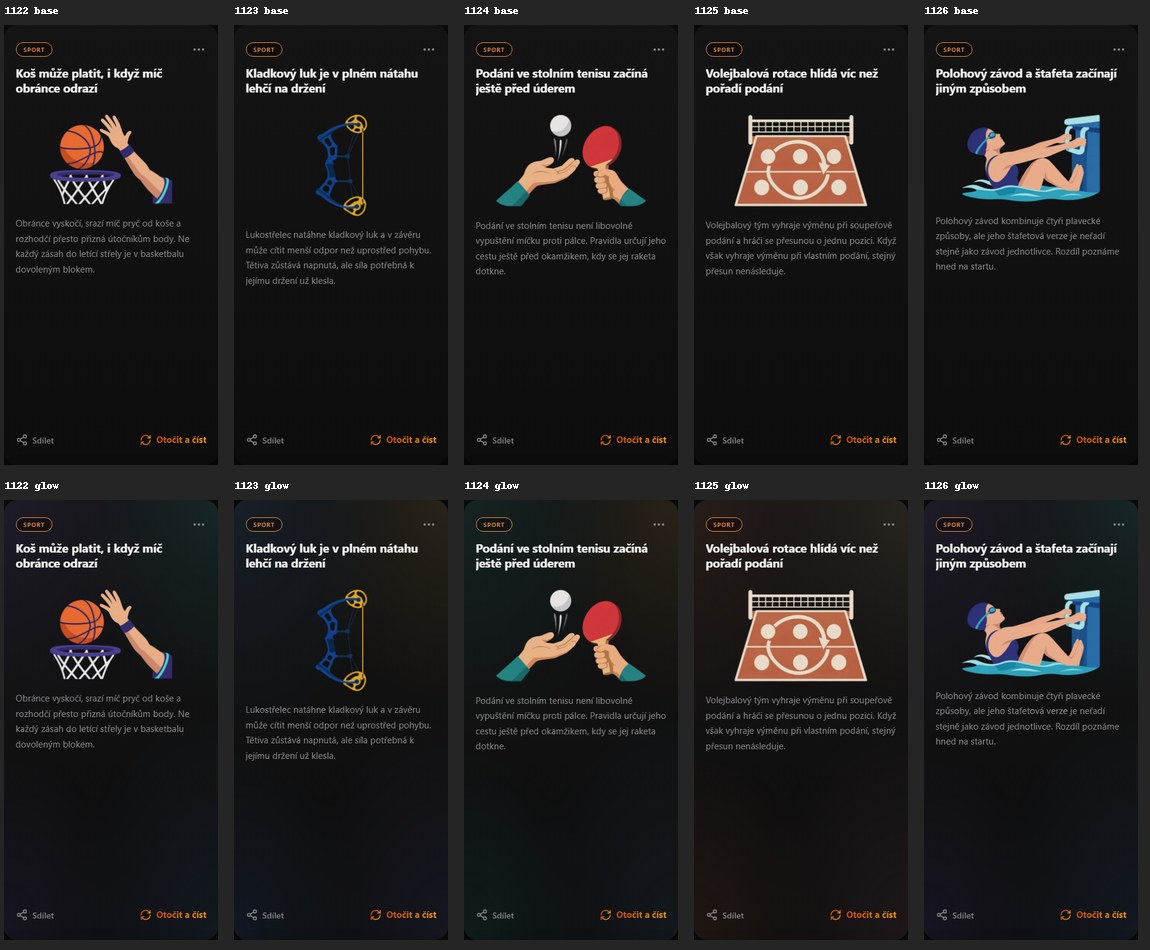 1122 base
SPORT
Koš může platit, i když míč
obránce odrazí
Obránce vyskočí, srazí míč pryč od koše a
rozhodčí přesto přizná útočníkům body. Ne
každý zásah do letící střely je v basketbalu
dovoleným blokem.
Sdílet
Otočit a číst
1123 base
SPORT
Kladkový luk je v plném nátahu
lehčí na držení
Lukostřelec natáhne kladkový luk a v závěru
může cítit menší odpor než uprostřed pohybu.
Tětiva zůstává napnutá, ale síla potřebná k
jejímu držení už klesla.
Sdílet
Otočit a číst
1124 base
SPORT
Podání ve stolním tenisu začíná
ještě před úderem
Podání ve stolním tenisu není libovolné
vypuštění míčku proti pálce. Pravidla určují jeho
cestu ještě před okamžikem, kdy se jej raketa
dotkne.
Sdílet
Otočit a číst
1125 base
SPORT
Volejbalová rotace hlídá víc než
pořadí podání
Volejbalový tým vyhraje výměnu při soupeřově
podání a hráči se přesunou o jednu pozici. Když
však vyhraje výměnu při vlastním podání, stejný
přesun nenásleduje.
Sdílet
Otočit a číst
1126 base
SPORT
Polohový závod a štafeta začínají
jiným způsobem
Polohový závod kombinuje čtyři plavecké
způsoby, ale jeho štafetová verze je neřadí
stejně jako závod jednotlivce. Rozdíl poznáme
hned na startu.
Sdílet
Otočit a číst
1122 glow
SPORT
Koš může platit, i když míč
obránce odrazí
Obránce vyskočí, srazí míč pryč od koše a
rozhodčí přesto přizná útočníkům body. Ne
každý zásah do letící střely je v basketbalu
dovoleným blokem.
Sdílet
Otočit a číst
1123 glow
SPORT
Kladkový luk je v plném nátahu
lehčí na držení
Lukostřelec natáhne kladkový luk a v závěru
může cítit menší odpor než uprostřed pohybu.
Tětiva zůstává napnutá, ale síla potřebná k
jejímu držení už klesla.
Sdílet
Otočit a číst
1124 glow
SPORT
Podání ve stolním tenisu začíná
ještě před úderem
Podání ve stolním tenisu není libovolné
vypuštění míčku proti pálce. Pravidla určují jeho
cestu ještě před okamžikem, kdy se jej raketa
dotkne.
Sdílet
Otočit a číst
1125 glow
SPORT
Volejbalová rotace hlídá víc než
pořadí podání
Volejbalový tým vyhraje výměnu při soupeřově
podání a hráči se přesunou o jednu pozici. Když
však vyhraje výměnu při vlastním podání, stejný
přesun nenásleduje.
Sdílet
Otočit a číst
1126 glow
SPORT
Polohový závod a štafeta začínají
jiným způsobem
Polohový závod kombinuje čtyři plavecké
způsoby, ale jeho štafetová verze je neřadí
stejně jako závod jednotlivce. Rozdíl poznáme
hned na startu.
Sdílet
Otočit a číst